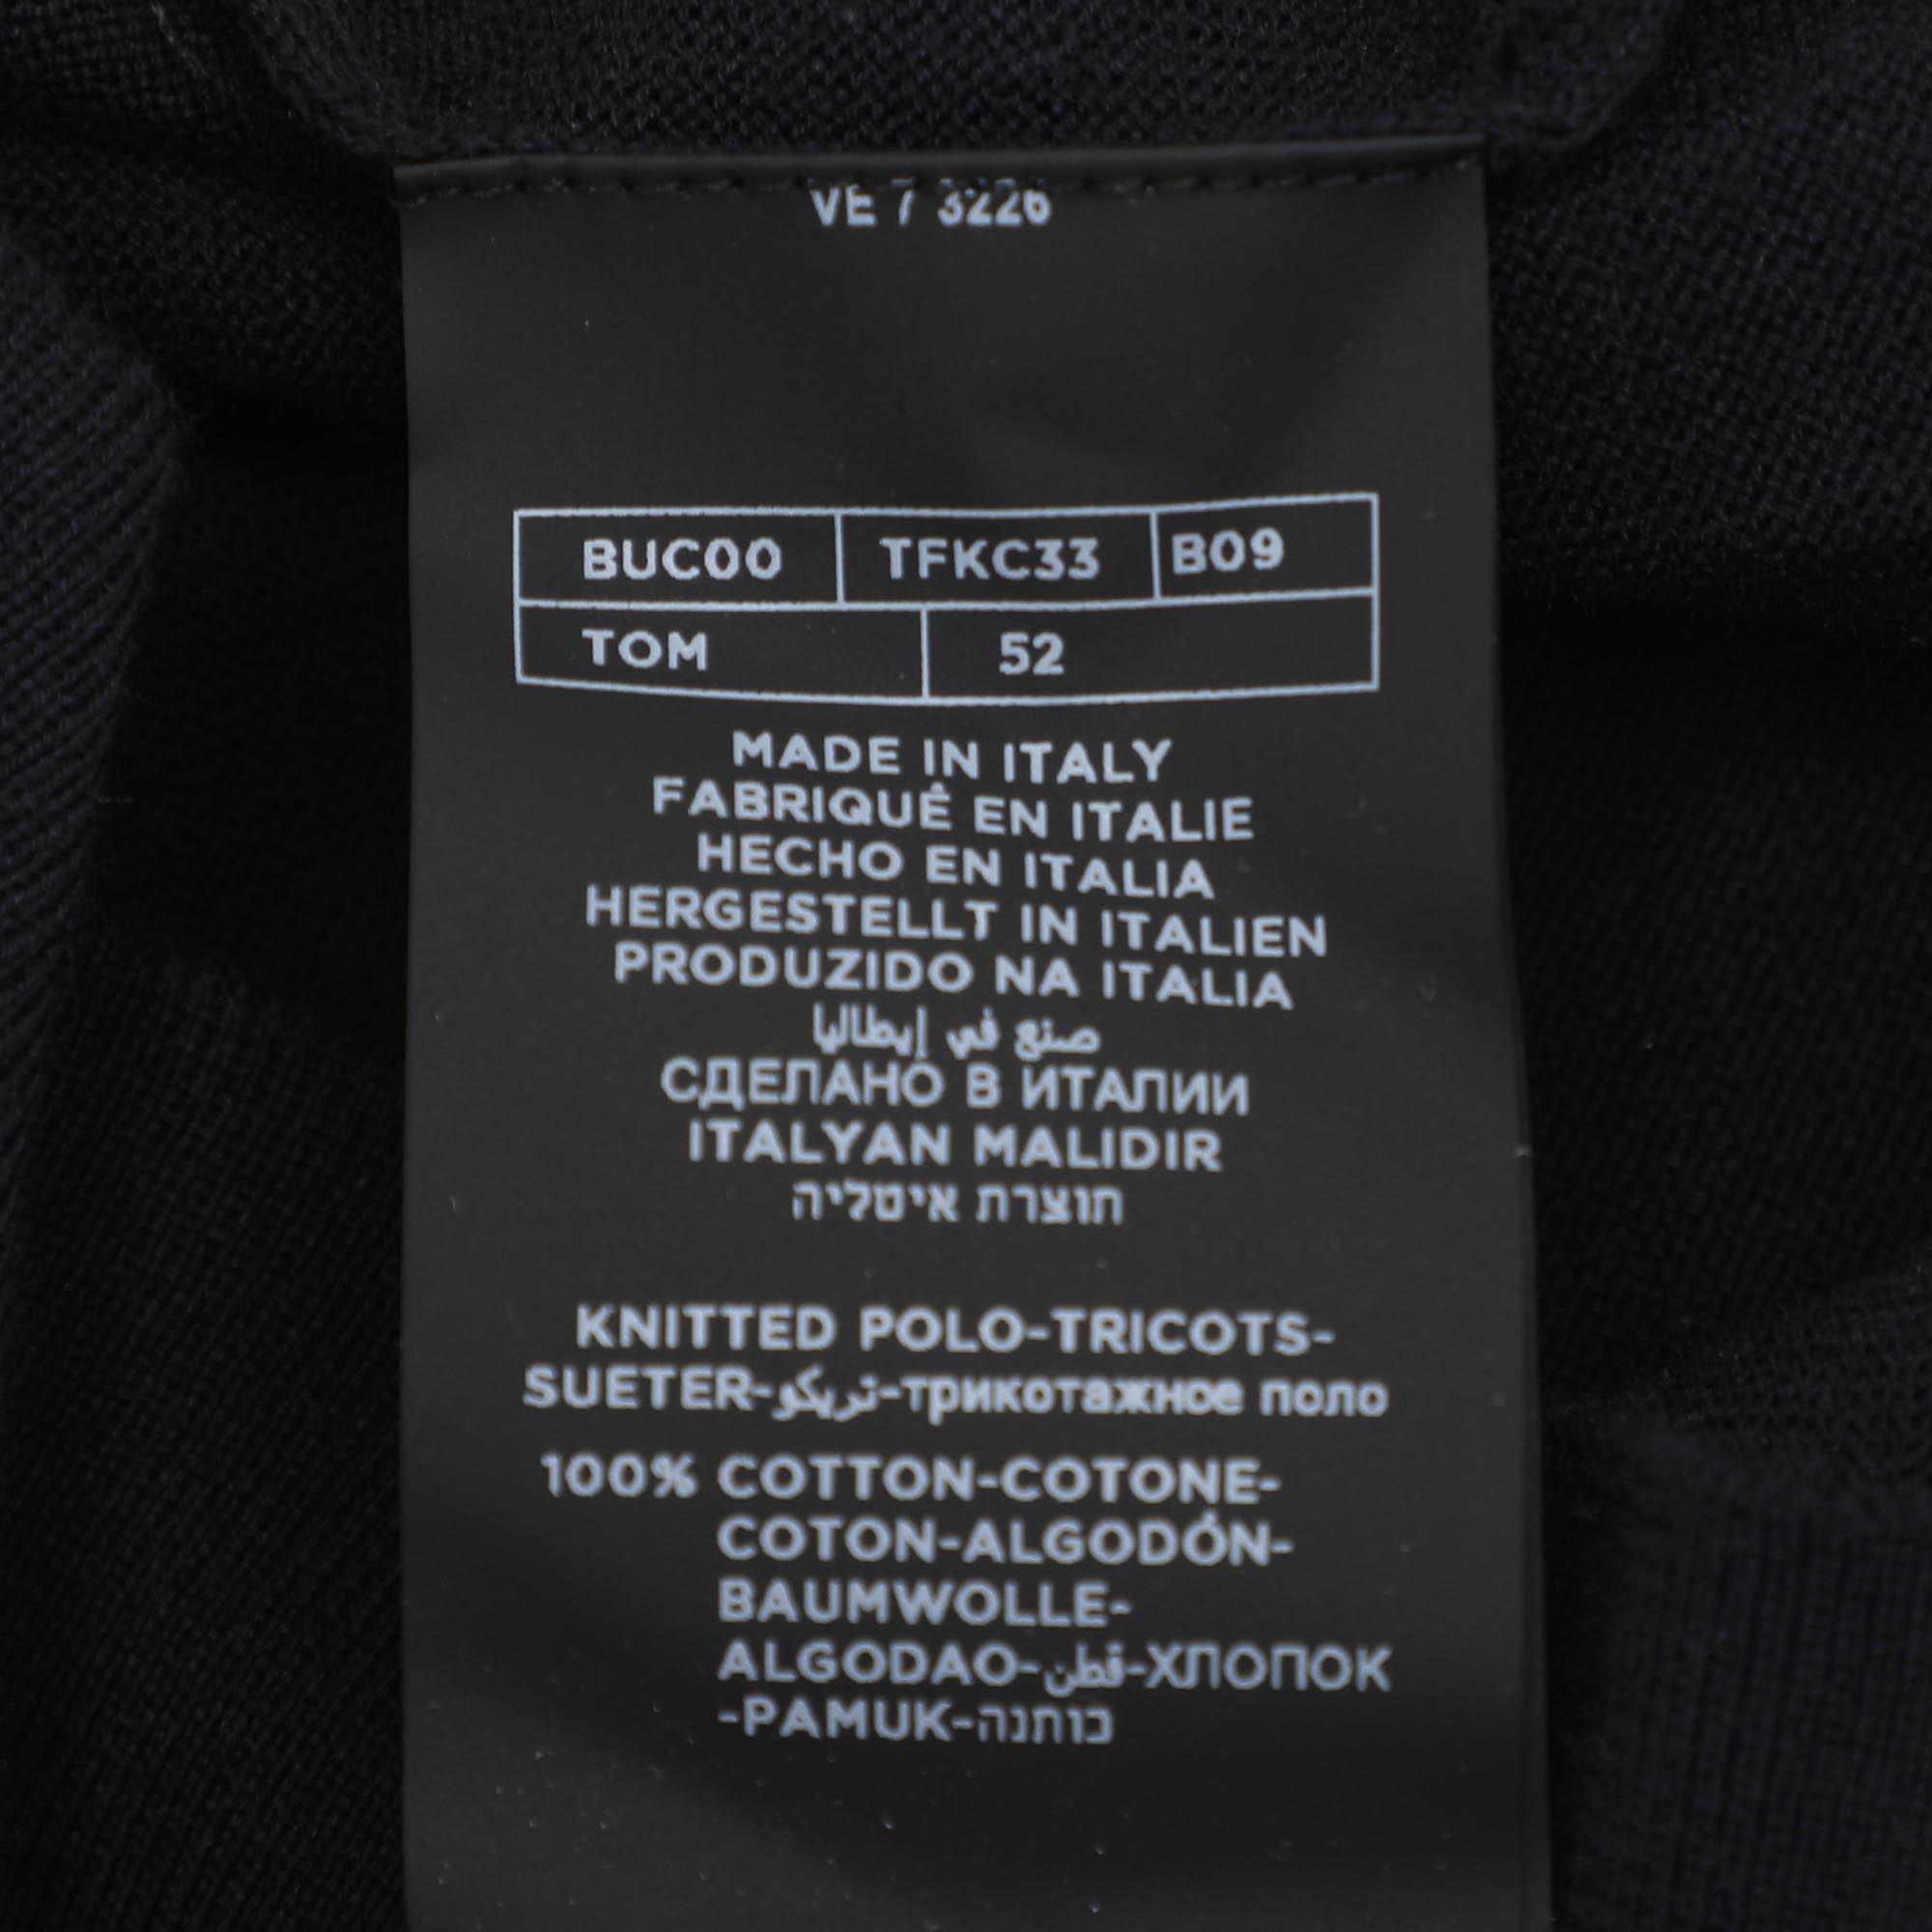 VE 7 3226
BUC00 TFKC33 B09
TOM 52
MADE IN ITALY
FABRIQUÊ EN ITALIE
HECHO EN ITALIA
HERGESTELLT IN ITALIEN
PRODUZIDO NA ITALIA
صنع في إيطاليا
СДЕЛАНО В ИТАЛИИ
ITALYAN MALIDIR
תוצרת איטליה
KNITTED POLO-TRICOTS-
SUETER-تريكو-трикотажное поло
100% COTTON-COTONE-
COTON-ALGODÓN-
BAUMWOLLE-
ALGODAO-قطن-ХЛОПОК
-PAMUK-כותנה